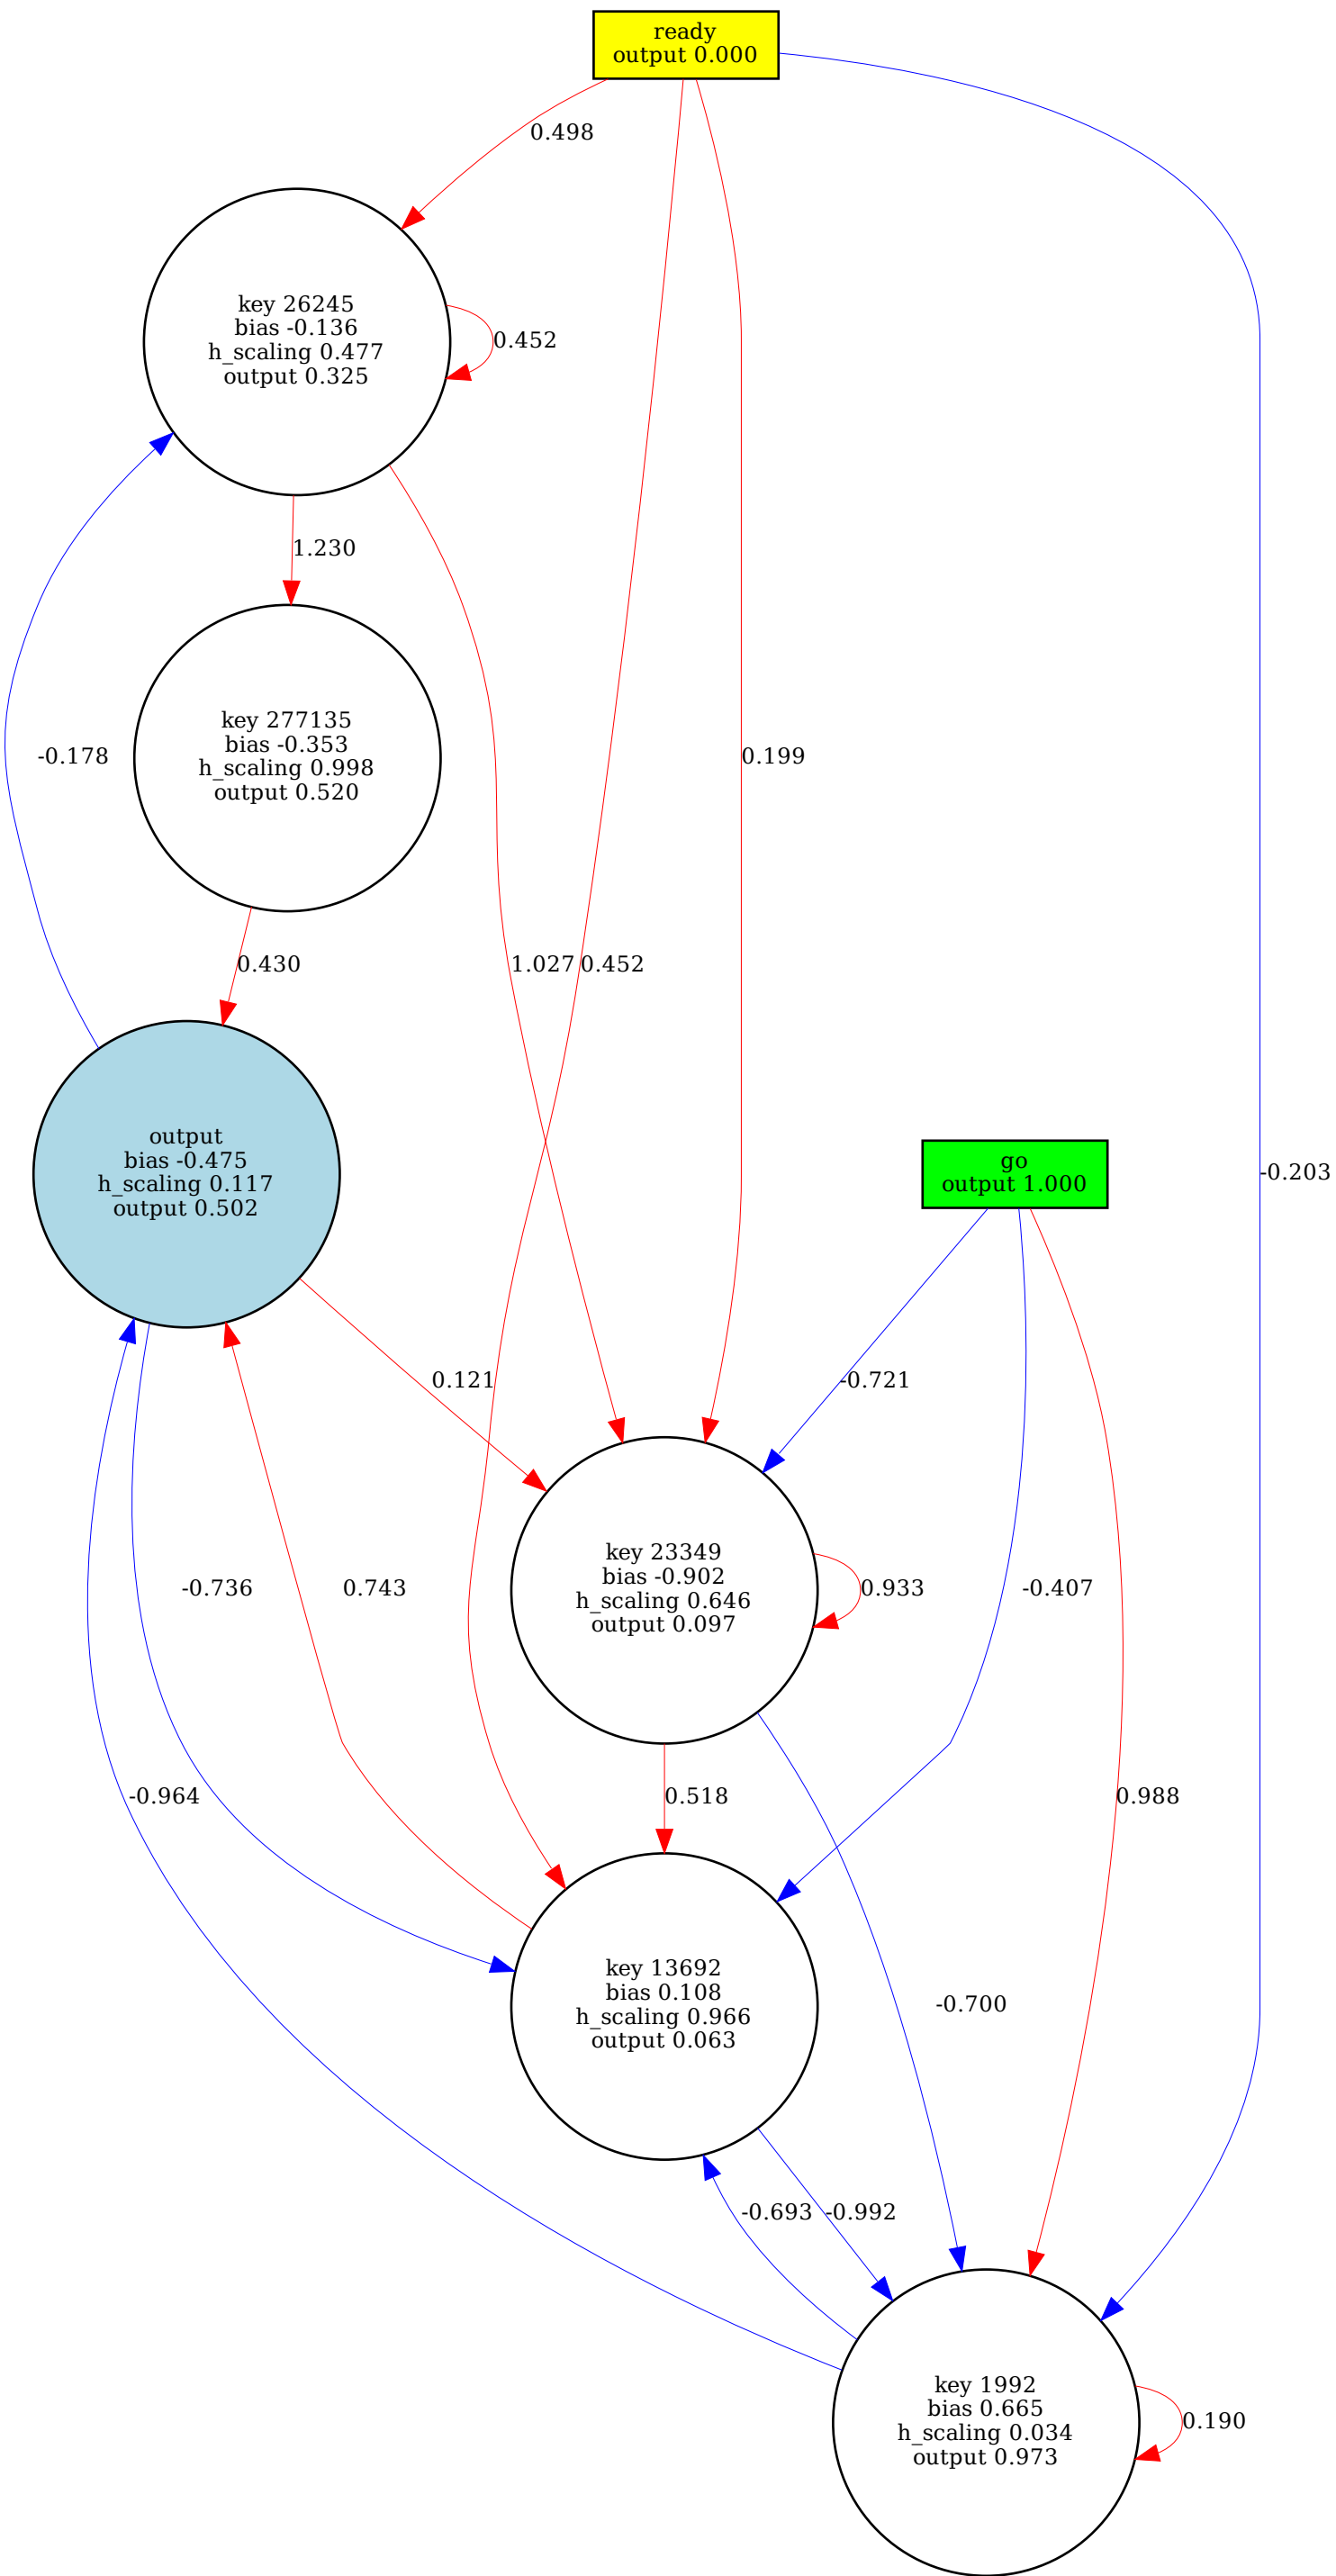 ready
output 0.000
0.498
key 26245
bias -0.136
h_scaling 0.477
output 0.325
0.452
1.230
key 277135
bias -0.353
h_scaling 0.998
output 0.520
-0.178
0.199
0.430
1.027
0.452
output
bias -0.475
h_scaling 0.117
output 0.502
go
output 1.000
-0.203
0.121
-0.721
key 23349
bias -0.902
h_scaling 0.646
output 0.097
0.933
-0.736
0.743
-0.407
-0.964
0.518
0.988
key 13692
bias 0.108
h_scaling 0.966
output 0.063
-0.700
-0.693
-0.992
key 1992
bias 0.665
h_scaling 0.034
output 0.973
0.190